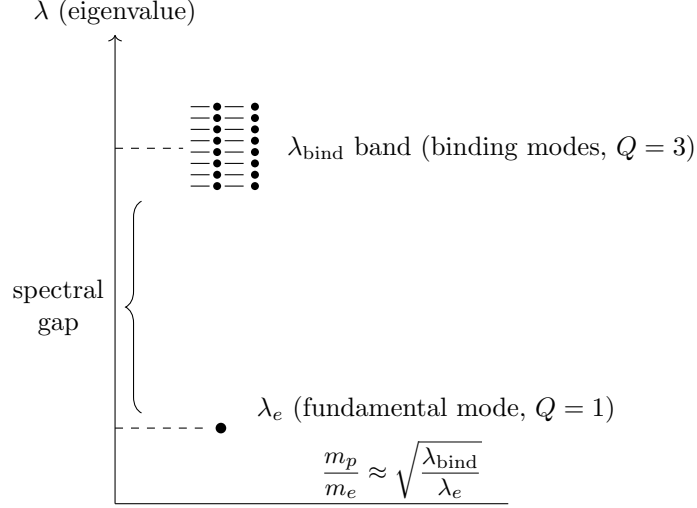 λ (eigenvalue)
λ_bind band (binding modes, Q = 3)
spectral
gap
λ_e (fundamental mode, Q = 1)
m_p/m_e ≈ √(λ_bind/λ_e)